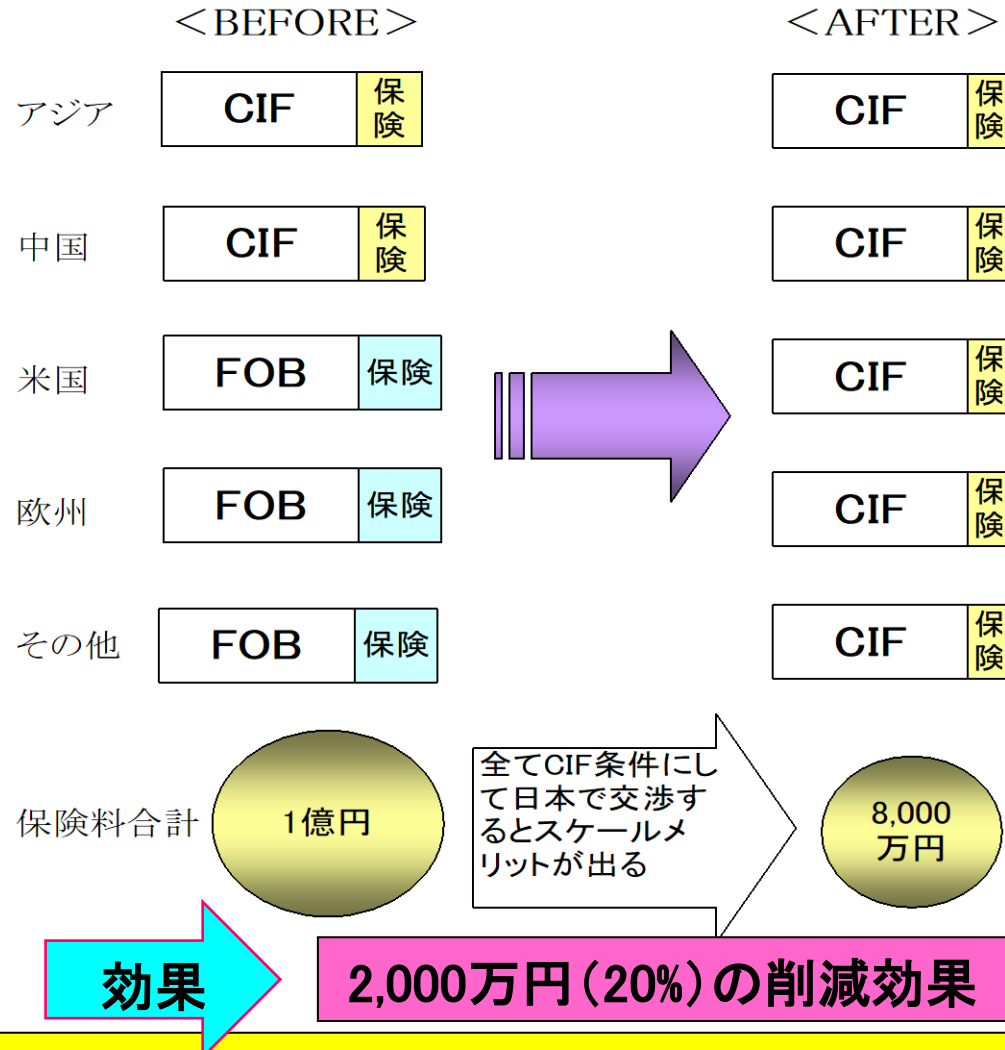 ＜BEFORE＞ ＜AFTER＞
アジア CIF 保険 CIF 保険
中国 CIF 保険 CIF 保険
米国 FOB 保険 CIF 保険
欧州 FOB 保険 CIF 保険
その他 FOB 保険 CIF 保険
全てCIF条件にし
て日本で交渉す
るとスケールメ
リットが出る
保険料合計 1億円
8,000
万円
効果 2,000万円（20%）の削減効果